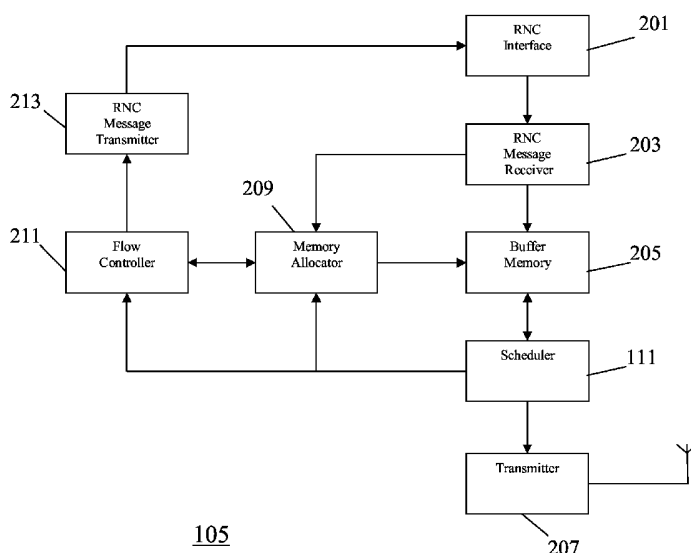 RNC
Interface
201
213
RNC
Message
Transmitter
RNC
Message
Receiver
203
209
211
Flow
Controller
Memory
Allocator
Buffer
Memory
205
Scheduler
111
Transmitter
105
207